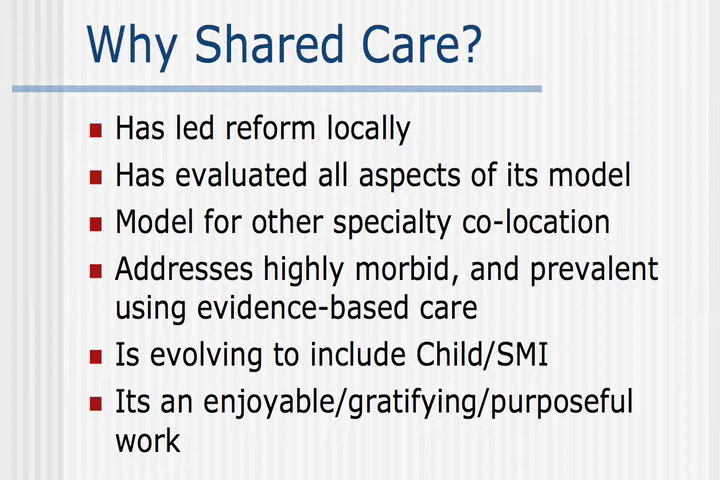 Why Shared Care?
Has led reform locally
Has evaluated all aspects of its model
Model for other specialty co-location
Addresses highly morbid, and prevalent
using evidence-based care
Is evolving to include Child/SMI
Its an enjoyable/gratifying/purposeful
work